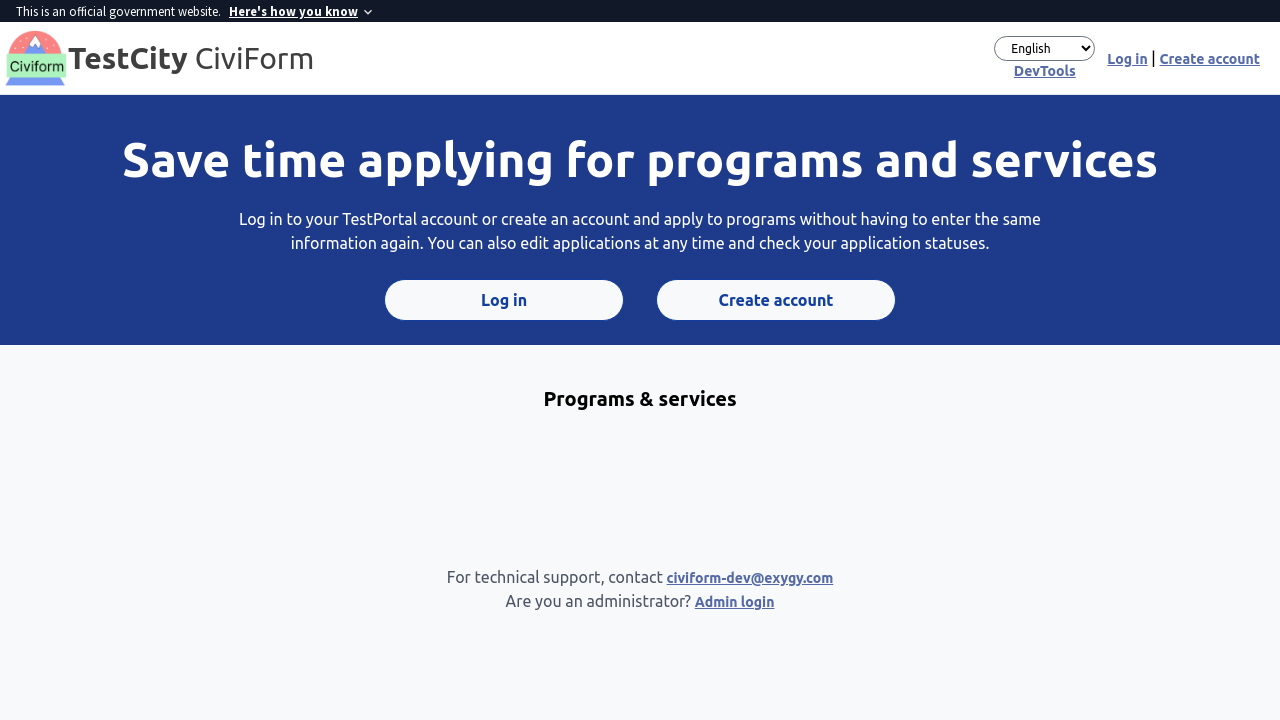 This is an official government website. Here's how you know
Civiform
TestCity CiviForm
English
DevTools
Log in | Create account
Save time applying for programs and services
Log in to your TestPortal account or create an account and apply to programs without having to enter the same
information again. You can also edit applications at any time and check your application statuses.
Log in
Create account
Programs & services
For technical support, contact civiform-dev@exygy.com
Are you an administrator? Admin login